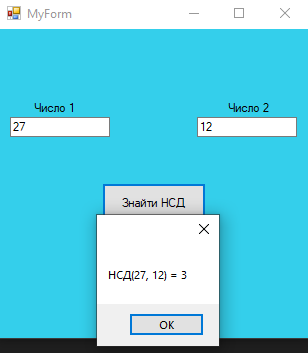 MyForm
Число 1
Число 2
27
12
Знайти НСД
НСД(27, 12) = 3
OK